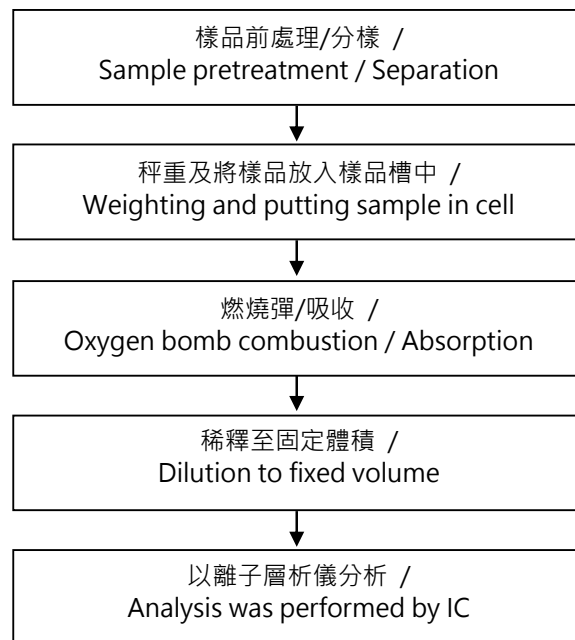 樣品前處理/分樣 /
Sample pretreatment / Separation
秤重及將樣品放入樣品槽中 /
Weighting and putting sample in cell
燃燒彈/吸收 /
Oxygen bomb combustion / Absorption
稀釋至固定體積 /
Dilution to fixed volume
以離子層析儀分析 /
Analysis was performed by IC